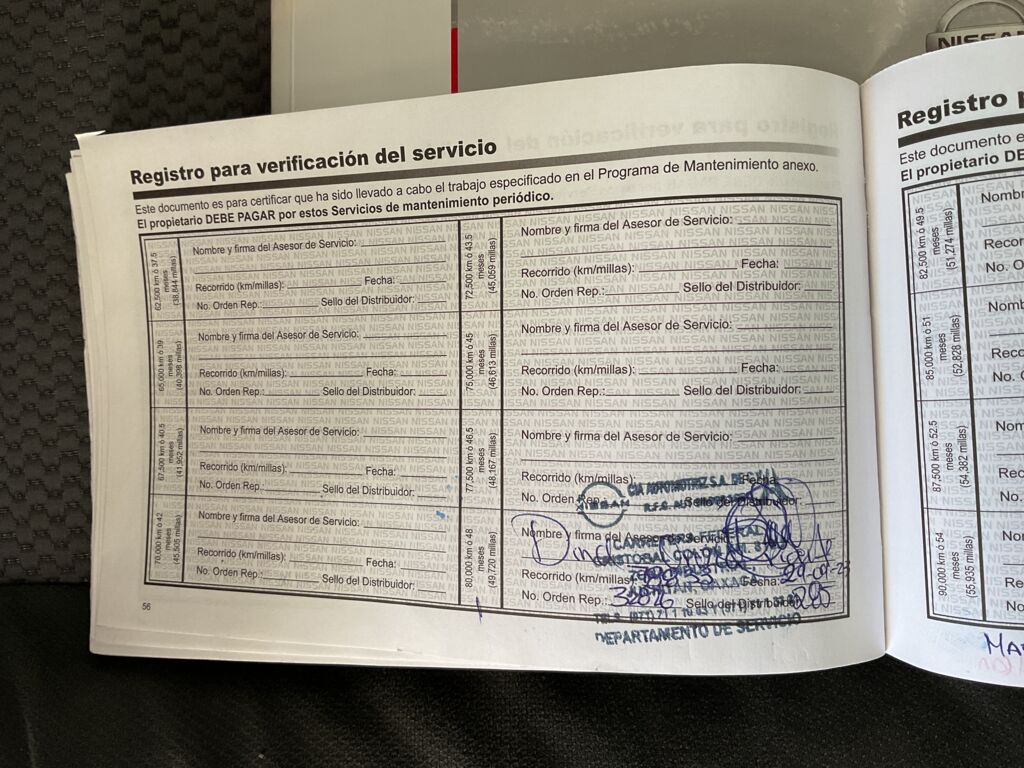 NISSAN
Registro para verificación del servicio
Este documento es para certificar que ha sido llevado a cabo el trabajo especificado en el Programa de Mantenimiento anexo.
El propietario DEBE PAGAR por estos Servicios de mantenimiento periódico.
62,500 km ó 37.5
meses
(38,844 millas)
Nombre y firma del Asesor de Servicio:
Recorrido (km/millas): Fecha:
No. Orden Rep.: Sello del Distribuidor:
65,000 km ó 39
meses
(40,398 millas)
Nombre y firma del Asesor de Servicio:
Recorrido (km/millas): Fecha:
No. Orden Rep.: Sello del Distribuidor:
67,500 km ó 40.5
meses
(41,952 millas)
Nombre y firma del Asesor de Servicio:
Recorrido (km/millas): Fecha:
No. Orden Rep.: Sello del Distribuidor:
70,000 km ó 42
meses
(45,505 millas)
Nombre y firma del Asesor de Servicio:
Recorrido (km/millas): Fecha:
No. Orden Rep.: Sello del Distribuidor:
72,500 km ó 43.5
meses
(45,059 millas)
Nombre y firma del Asesor de Servicio:
Recorrido (km/millas): Fecha:
No. Orden Rep.: Sello del Distribuidor:
75,000 km ó 45
meses
(46,613 millas)
Nombre y firma del Asesor de Servicio:
Recorrido (km/millas): Fecha:
No. Orden Rep.: Sello del Distribuidor:
77,500 km ó 46.5
meses
(48,167 millas)
Nombre y firma del Asesor de Servicio:
Recorrido (km/millas): Fecha:
No. Orden Rep.: Distribuidor:
NISSAN
CIA AUTOMOTRIZ S.A. DE
80,000 km ó 48
meses
(49,720 millas)
Nombre y firma del Asesor de Servicio:
CRISTOBAL COLON
Recorrido (km/millas): Fecha:
OAXACA
No. Orden Rep.: Sello del Distribuidor:
DEPARTAMENTO DE SERVICIO
56
Registro
Este documento
El propietario
82,500 km ó 49.5
meses
(51,274 millas)
85,000 km ó 51
meses
(52,828 millas)
87,500 km ó 52.5
meses
(54,382 millas)
90,000 km ó 54
meses
(55,935 millas)